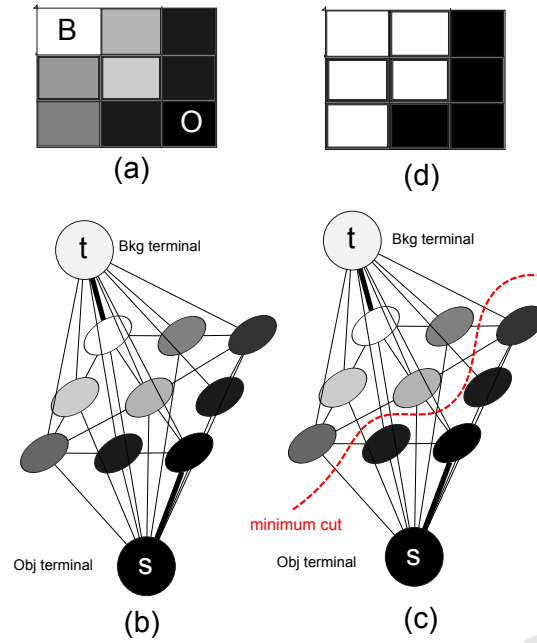 B
O
(a)
(d)
t
Bkg terminal
t
Bkg terminal
minimum cut
Obj terminal
s
Obj terminal
s
(b)
(c)